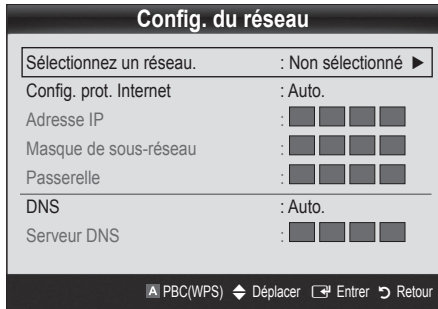 Config. du réseau
Sélectionnez un réseau. : Non sélectionné ►
Config. prot. Internet : Auto.
Adresse IP :
Masque de sous-réseau :
Passerelle :
DNS : Auto.
Serveur DNS :
A PBC(WPS) Déplacer Entrer Retour